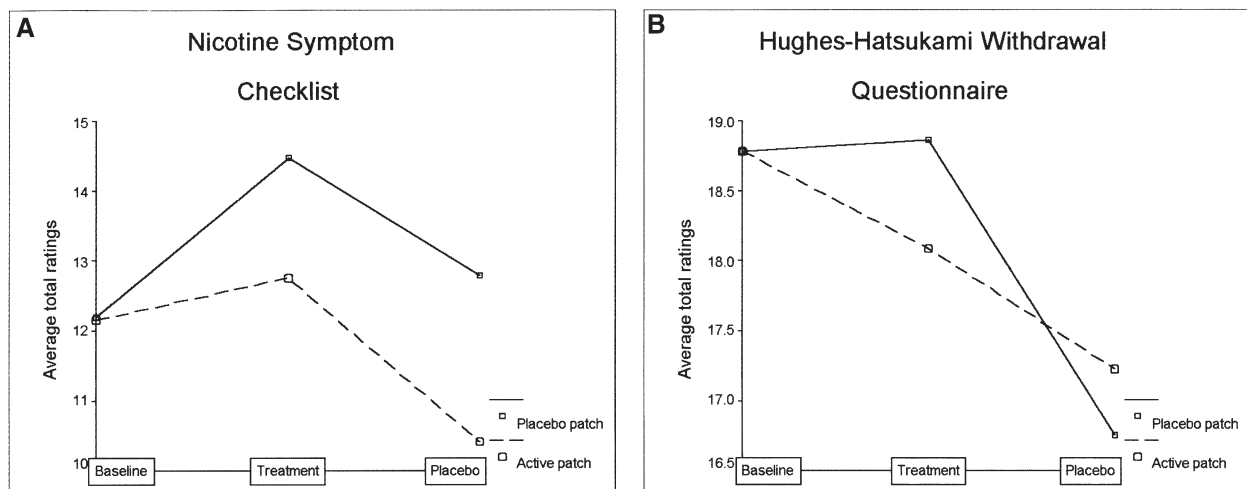 A
Nicotine Symptom
Checklist
Average total ratings
15
14
13
12
11
10
Baseline
Treatment
Placebo
Placebo patch
Active patch
B
Hughes-Hatsukami Withdrawal
Questionnaire
Average total ratings
19.0
18.5
18.0
17.5
17.0
16.5
Baseline
Treatment
Placebo
Placebo patch
Active patch